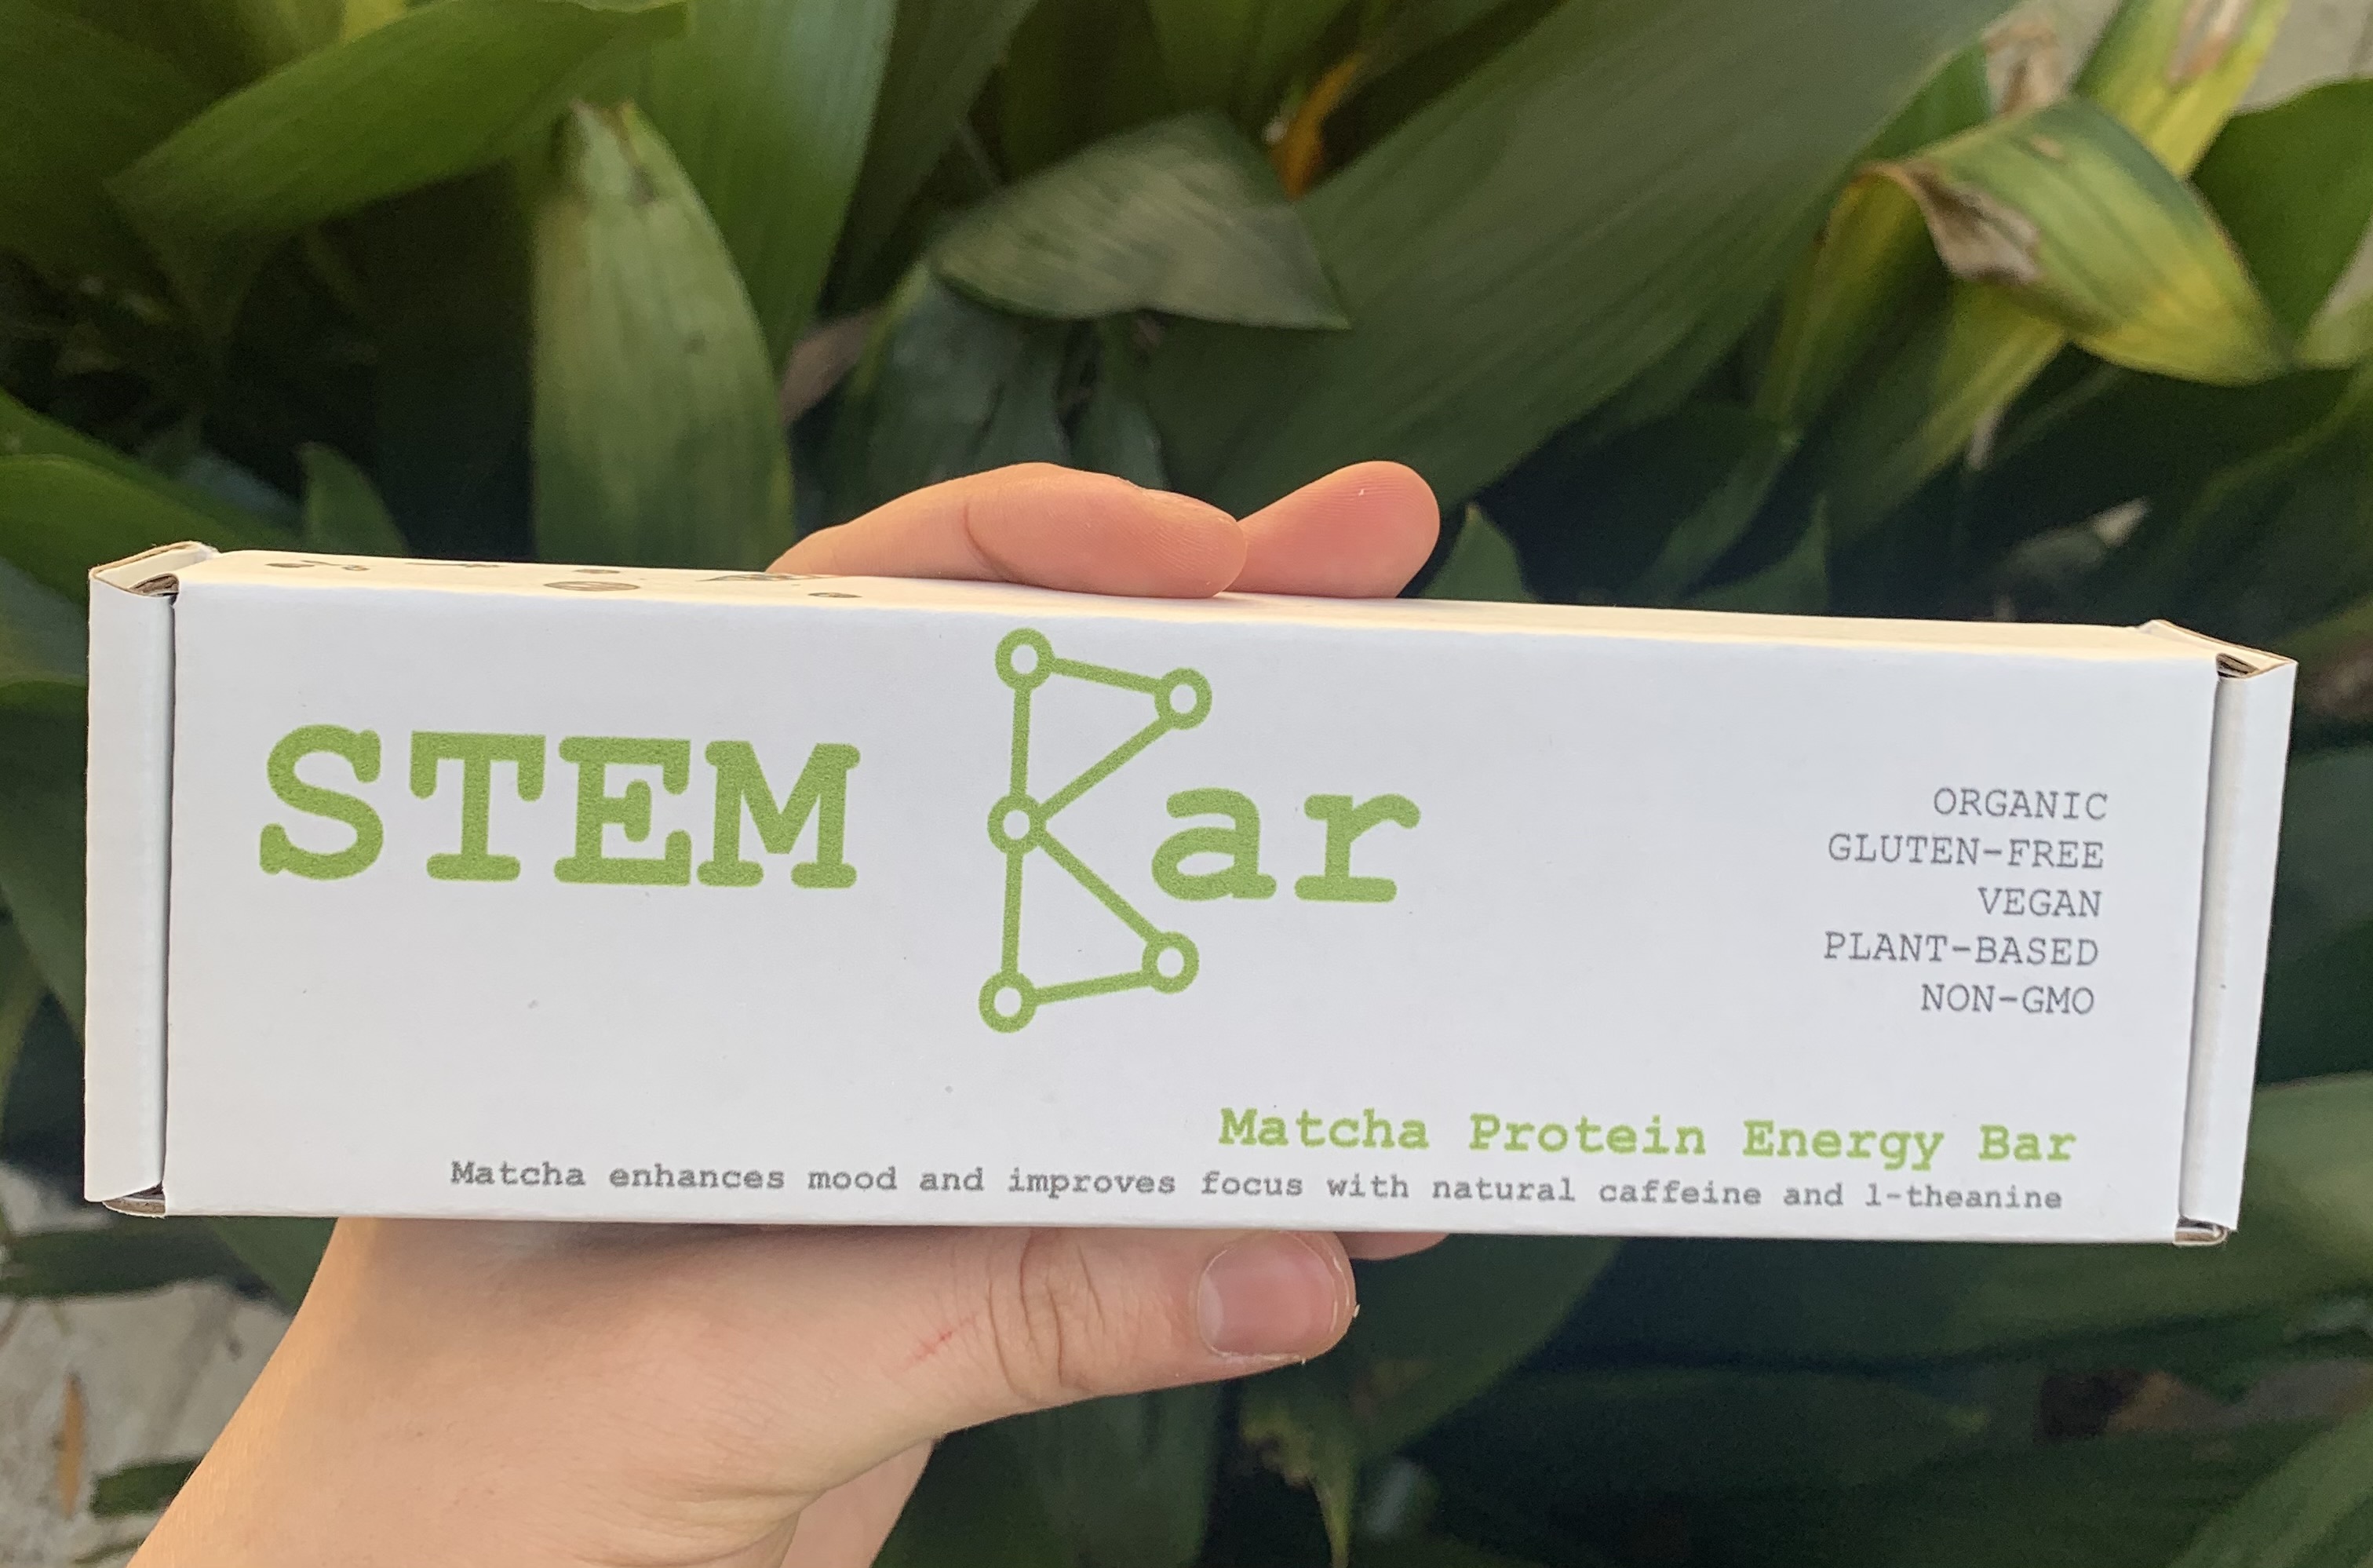 STEM Bar
ORGANIC
GLUTEN-FREE
VEGAN
PLANT-BASED
NON-GMO
Matcha Protein Energy Bar
Matcha enhances mood and improves focus with natural caffeine and l-theanine